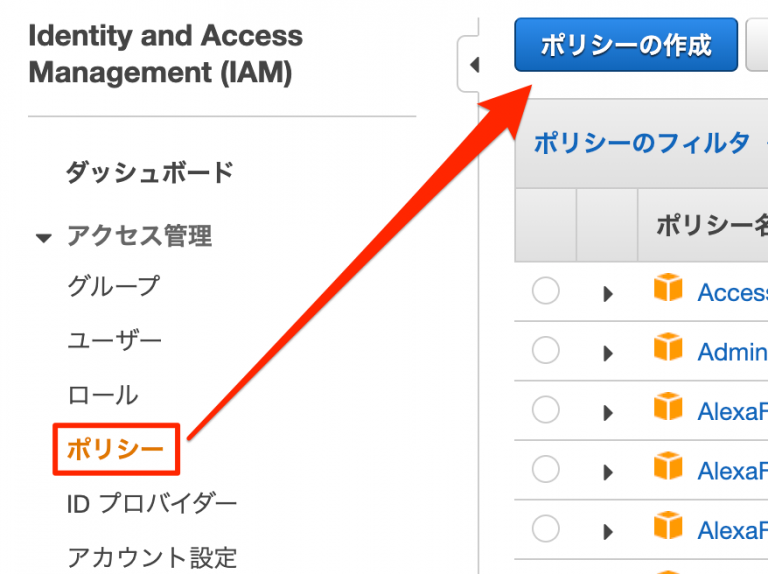 Identity and Access
Management (IAM)
ダッシュボード
アクセス管理
グループ
ユーザー
ロール
ポリシー
ID プロバイダー
アカウント設定
ポリシーの作成
ポリシーのフィルタ
ポリシー名
Access
Admin
AlexaF
AlexaF
AlexaF